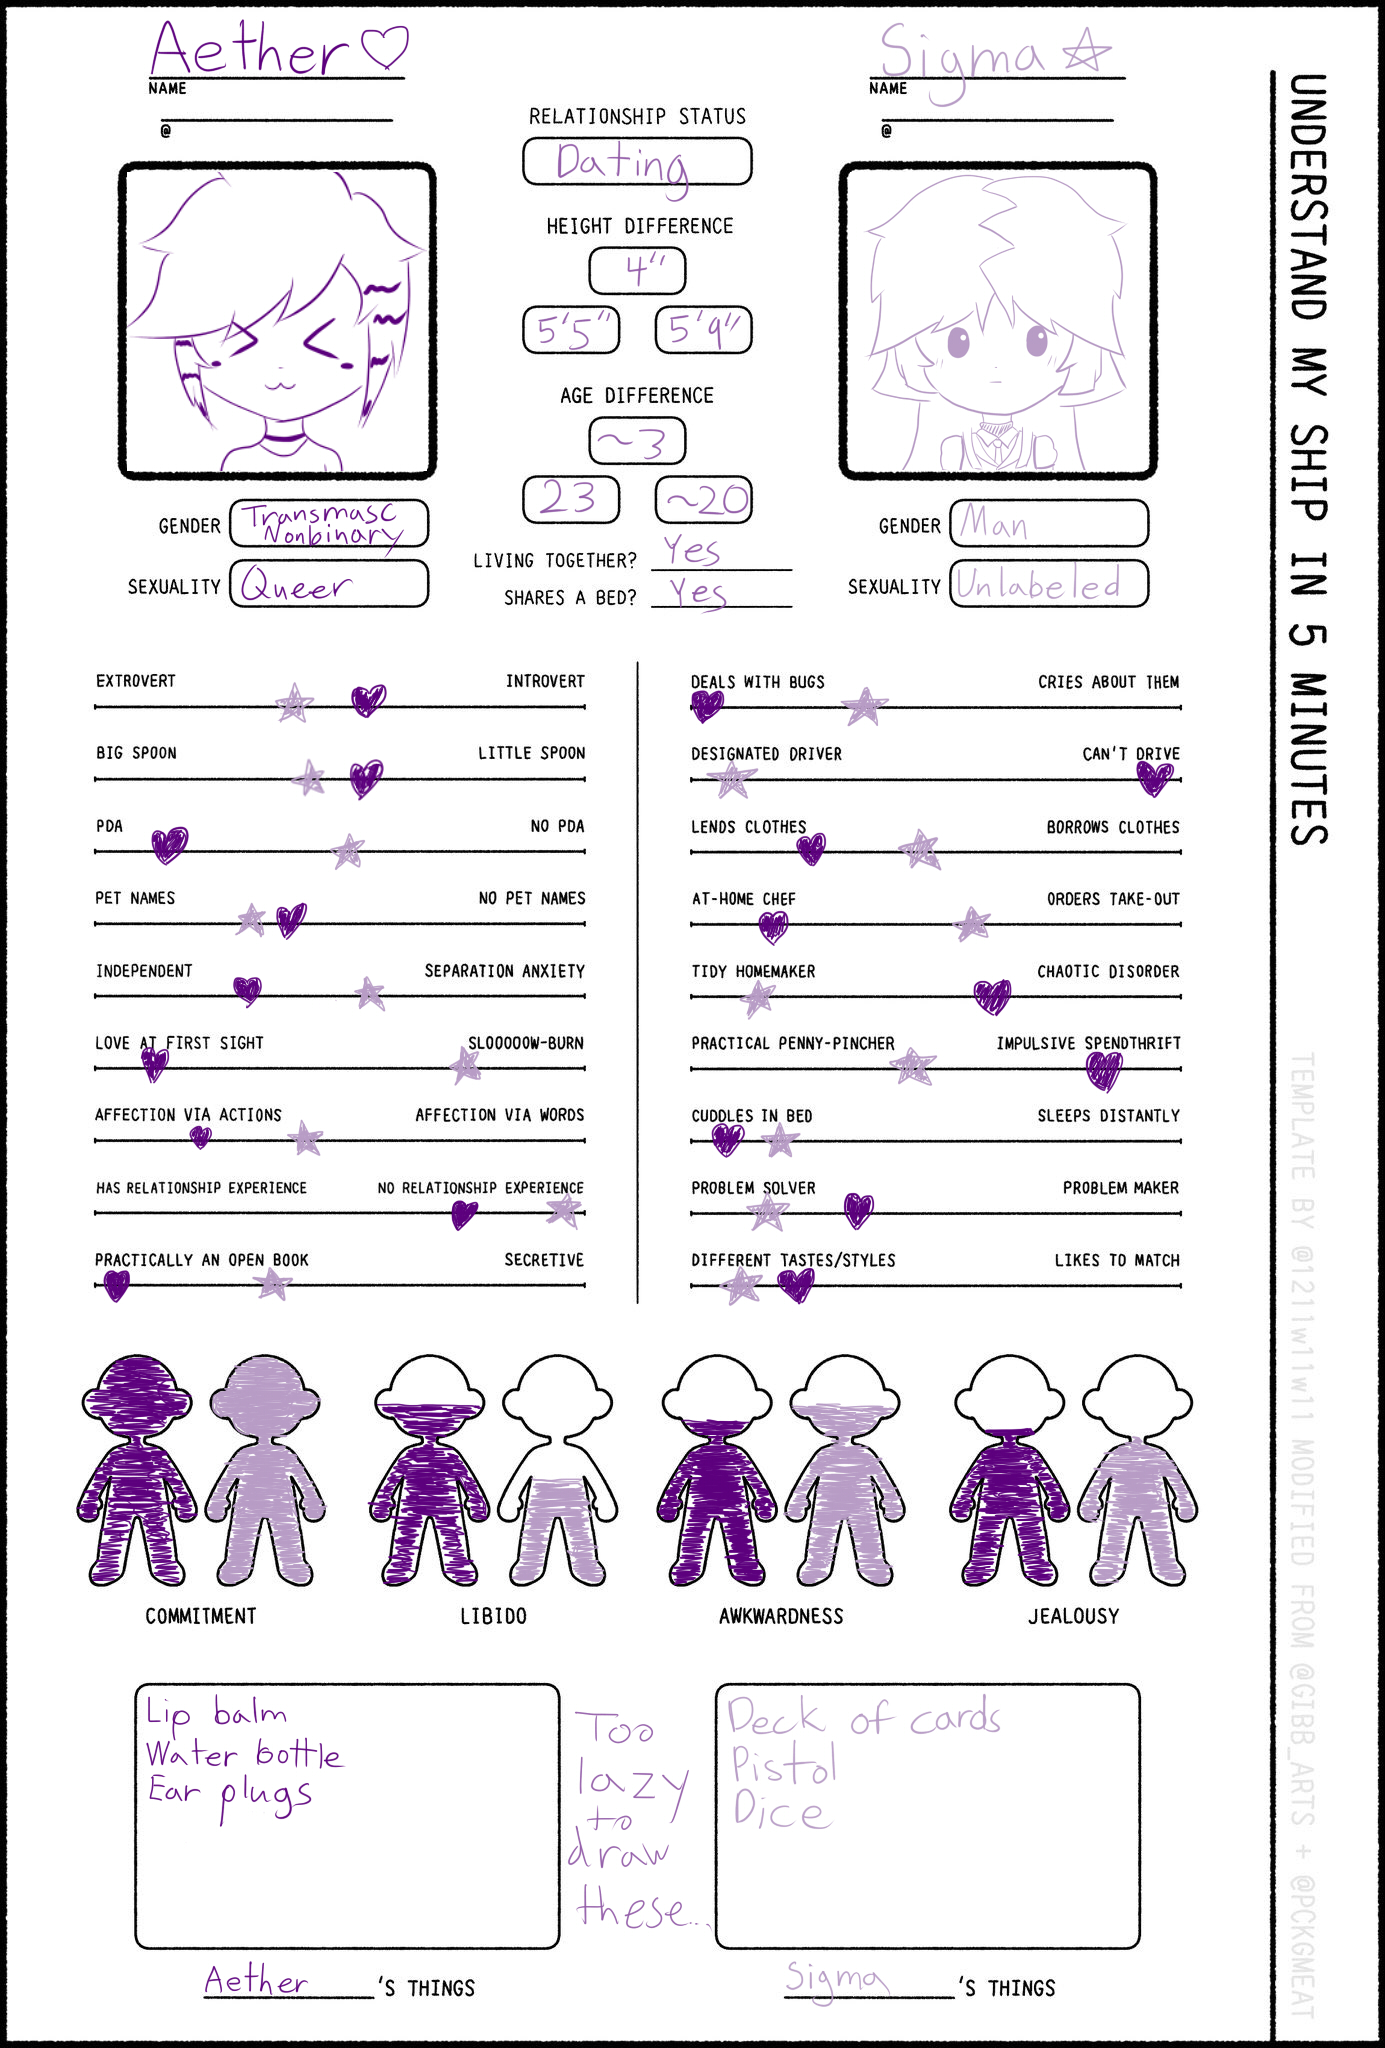 Aether
NAME
@
Sigma
NAME
@
RELATIONSHIP STATUS
Dating
HEIGHT DIFFERENCE
4"
5'5"
5'9"
AGE DIFFERENCE
~3
23
~20
GENDER
Transmasc
Nonbinary
SEXUALITY
Queer
LIVING TOGETHER? Yes
SHARES A BED? Yes
GENDER
Man
SEXUALITY
Unlabeled
EXTROVERT
INTROVERT
BIG SPOON
LITTLE SPOON
PDA
NO PDA
PET NAMES
NO PET NAMES
INDEPENDENT
SEPARATION ANXIETY
LOVE AT FIRST SIGHT
SLOOOOOW-BURN
AFFECTION VIA ACTIONS
AFFECTION VIA WORDS
HAS RELATIONSHIP EXPERIENCE
NO RELATIONSHIP EXPERIENCE
PRACTICALLY AN OPEN BOOK
SECRETIVE
DEALS WITH BUGS
CRIES ABOUT THEM
DESIGNATED DRIVER
CAN'T DRIVE
LENDS CLOTHES
BORROWS CLOTHES
AT-HOME CHEF
ORDERS TAKE-OUT
TIDY HOMEMAKER
CHAOTIC DISORDER
PRACTICAL PENNY-PINCHER
IMPULSIVE SPENDTHRIFT
CUDDLES IN BED
SLEEPS DISTANTLY
PROBLEM SOLVER
PROBLEM MAKER
DIFFERENT TASTES/STYLES
LIKES TO MATCH
COMMITMENT
LIBIDO
AWKWARDNESS
JEALOUSY
Lip balm
Water bottle
Ear plugs
Too
lazy
to
draw
these...
Deck of cards
Pistol
Dice
Aether 'S THINGS
Sigma 'S THINGS
UNDERSTAND MY SHIP IN 5 MINUTES
TEMPLATE BY @1211w11w11 MODIFIED FROM @GIBB_ARTS + @PCKGMEAT